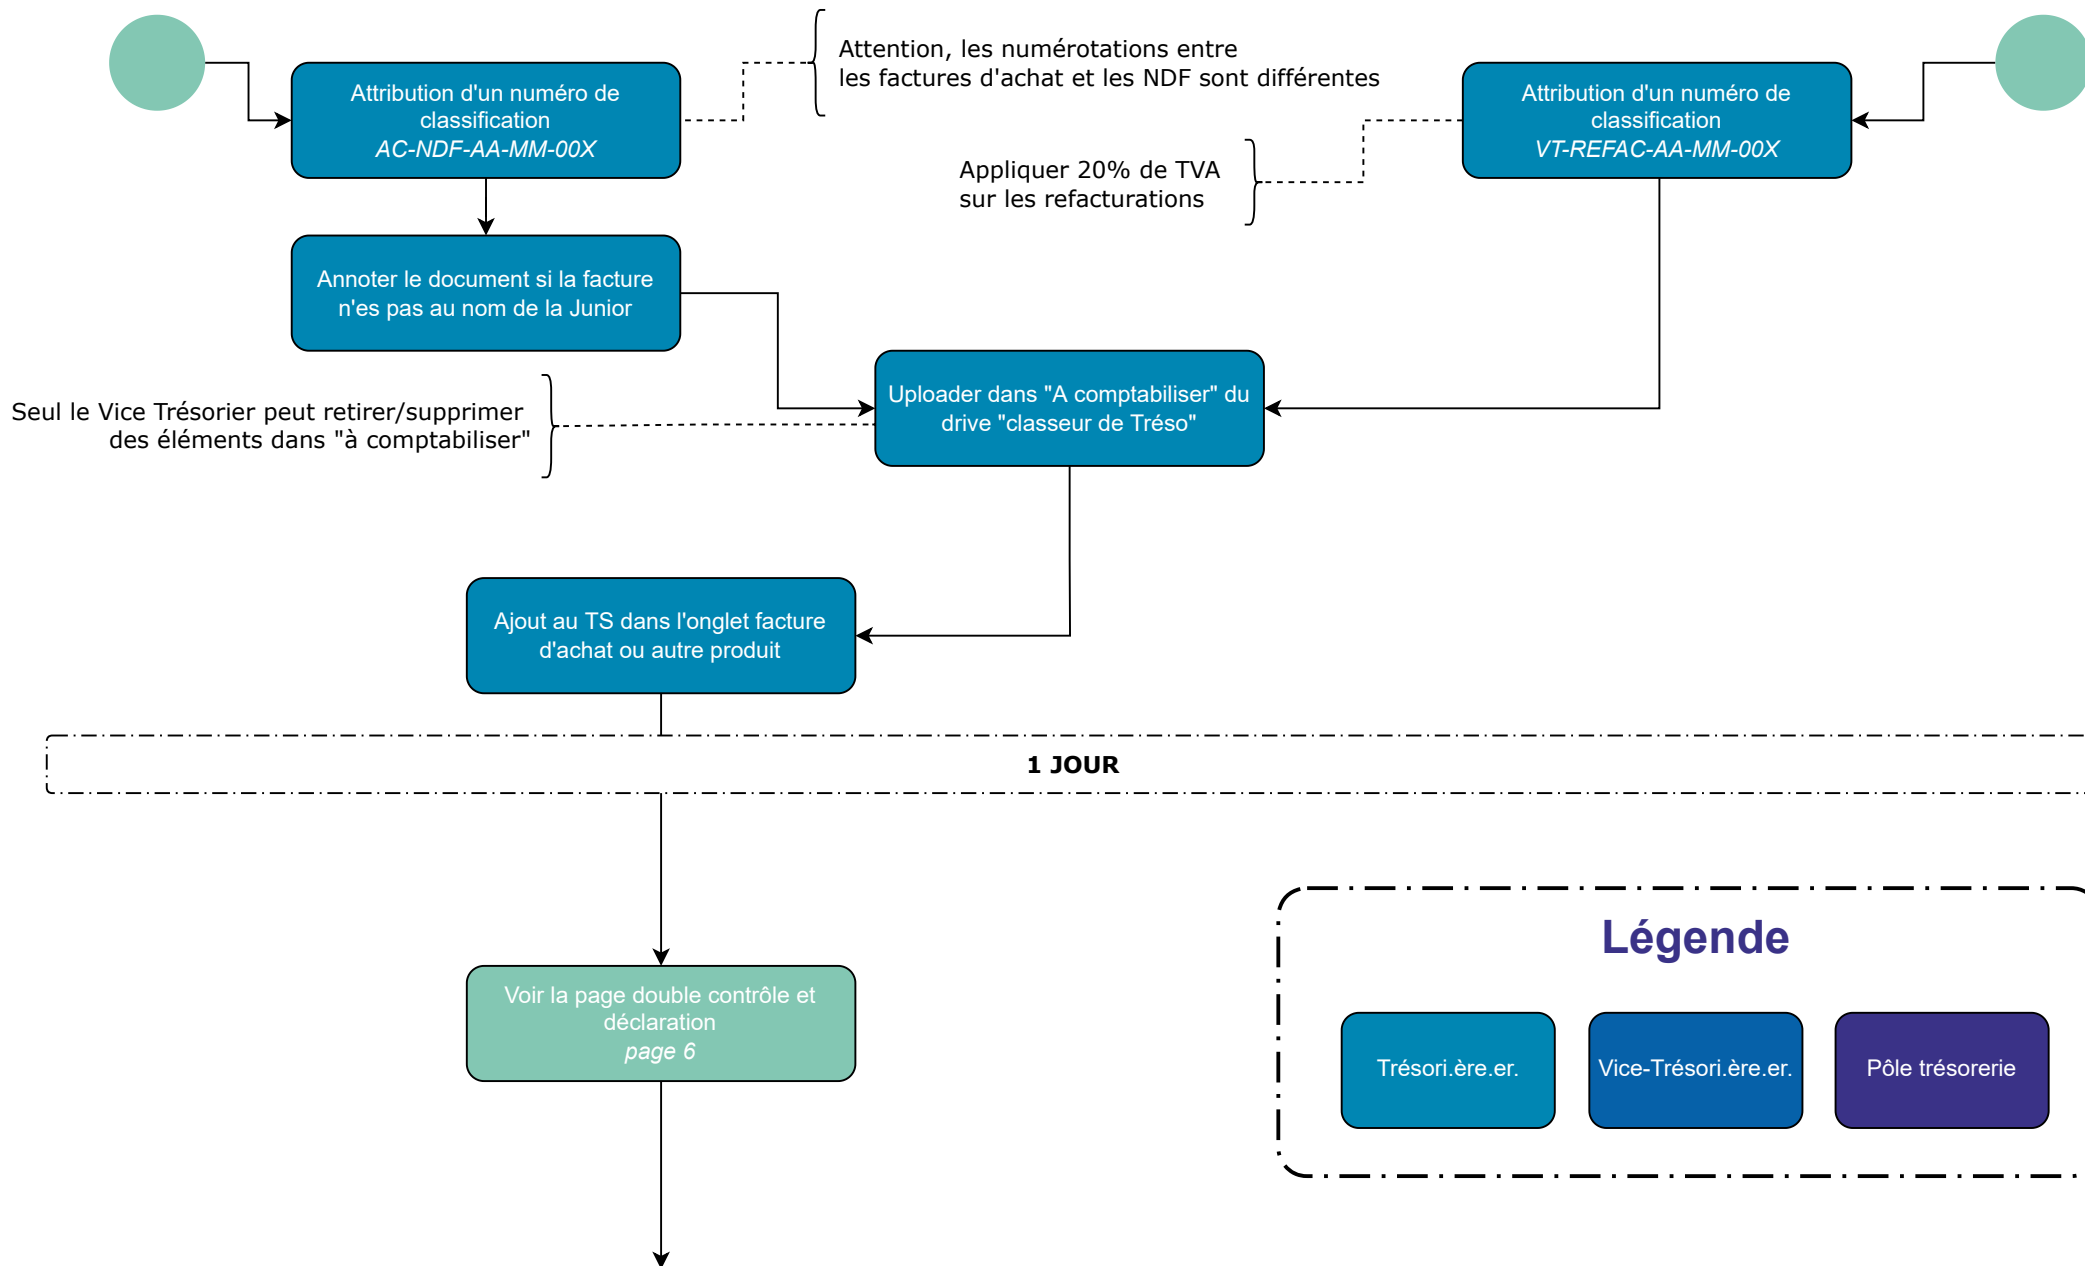 Attention, les numérotations entre
les factures d'achat et les NDF sont différentes
Attribution d'un numéro de
classification
AC-NDF-AA-MM-00X
Attribution d'un numéro de
classification
VT-REFAC-AA-MM-00X
Appliquer 20% de TVA
sur les refacturations
Annoter le document si la facture
n'es pas au nom de la Junior
Uploader dans "A comptabiliser" du
drive "classeur de Tréso"
Seul le Vice Trésorier peut retirer/supprimer
des éléments dans "à comptabiliser"
Ajout au TS dans l'onglet facture
d'achat ou autre produit
1 JOUR
Voir la page double contrôle et
déclaration
page 6
Légende
Trésori.ère.er.
Vice-Trésori.ère.er.
Pôle trésorerie